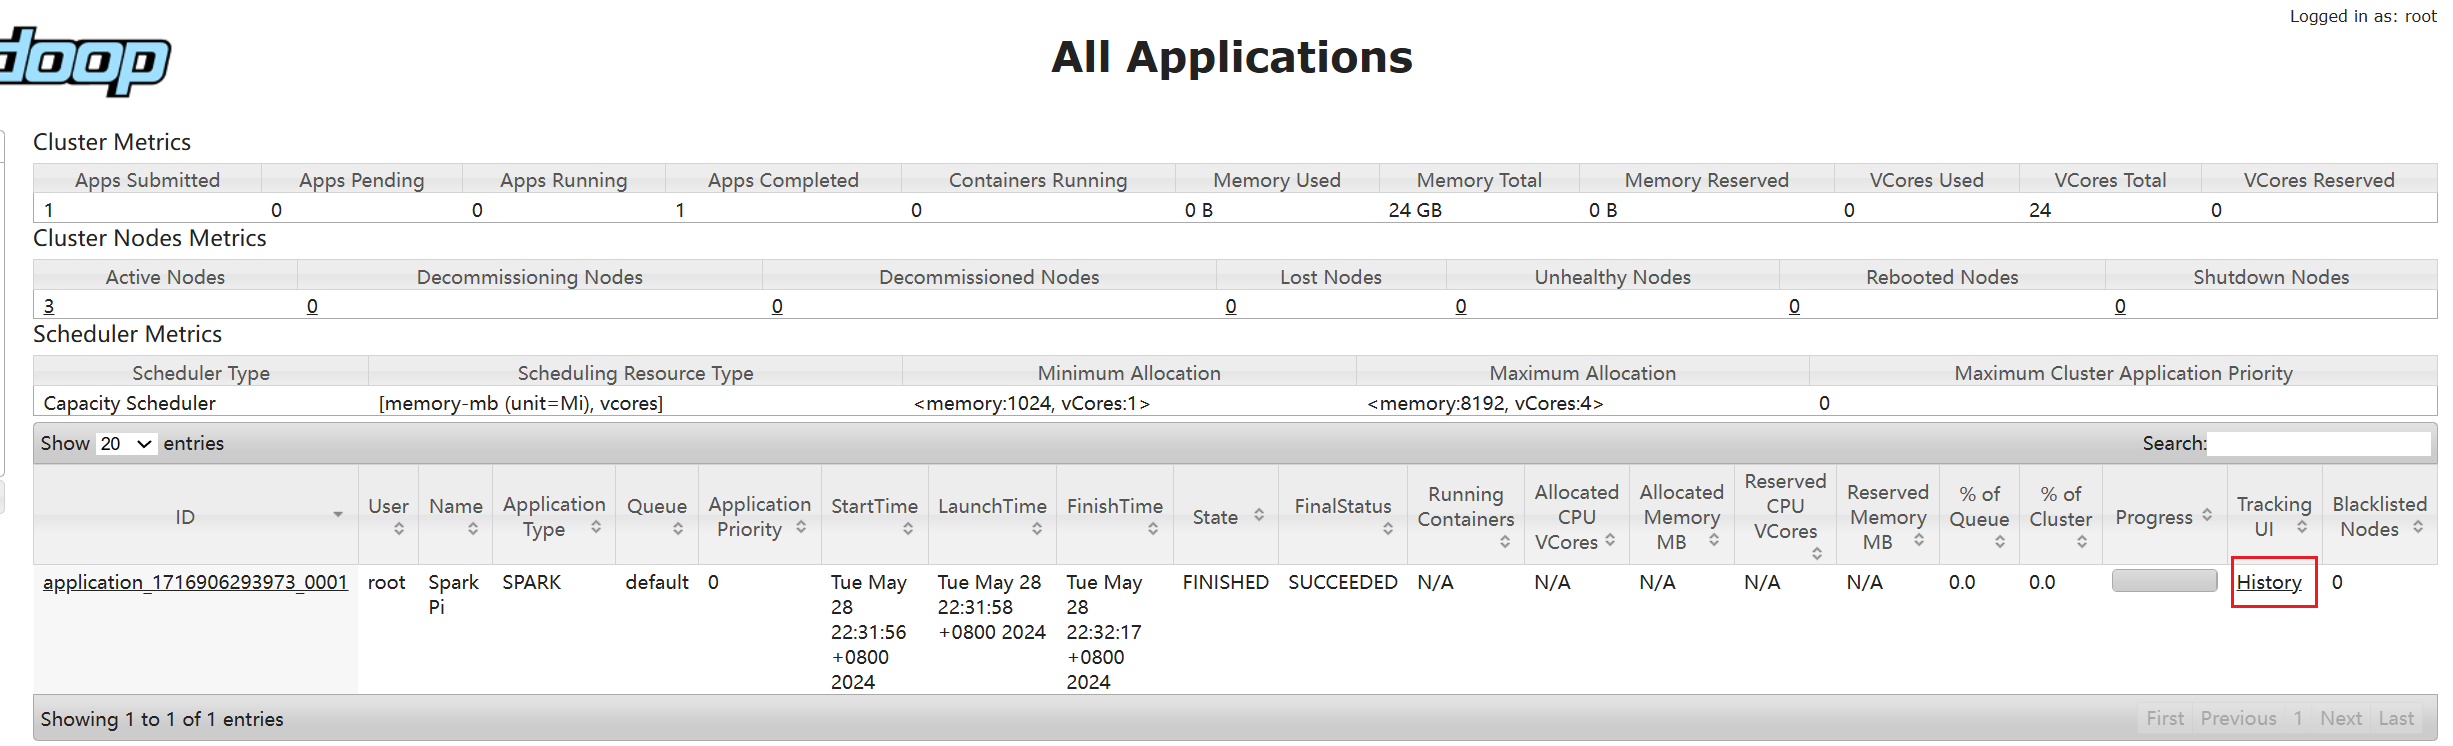 Logged in as: root
doop
All Applications
Cluster Metrics
Apps Submitted Apps Pending Apps Running Apps Completed Containers Running Memory Used Memory Total Memory Reserved VCores Used VCores Total VCores Reserved
1 0 0 1 0 0 B 24 GB 0 B 0 24 0
Cluster Nodes Metrics
Active Nodes Decommissioning Nodes Decommissioned Nodes Lost Nodes Unhealthy Nodes Rebooted Nodes Shutdown Nodes
3 0 0 0 0 0 0
Scheduler Metrics
Scheduler Type Scheduling Resource Type Minimum Allocation Maximum Allocation Maximum Cluster Application Priority
Capacity Scheduler [memory-mb (unit=Mi), vcores] <memory:1024, vCores:1> <memory:8192, vCores:4> 0
Show 20 entries Search:
ID User Name Application Type Queue Application Priority StartTime LaunchTime FinishTime State FinalStatus Running Containers Allocated CPU VCores Allocated Memory MB Reserved CPU VCores Reserved Memory MB % of Queue % of Cluster Progress Tracking UI Blacklisted Nodes
application_1716906293973_0001 root Spark Pi SPARK default 0 Tue May 28 22:31:56 +0800 2024 Tue May 28 22:31:58 +0800 2024 Tue May 28 22:32:17 +0800 2024 FINISHED SUCCEEDED N/A N/A N/A N/A N/A 0.0 0.0 History 0
Showing 1 to 1 of 1 entries First Previous 1 Next Last